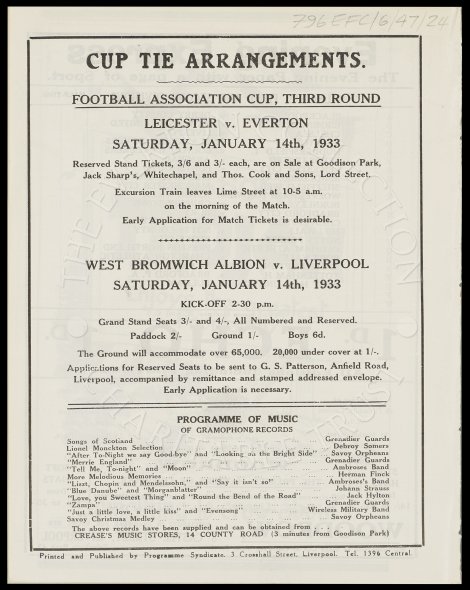 796 EFC/6/47/24
CUP TIE ARRANGEMENTS.
FOOTBALL ASSOCIATION CUP, THIRD ROUND
LEICESTER v. EVERTON
SATURDAY, JANUARY 14th, 1933
Reserved Stand Tickets, 3/6 and 3/- each, are on Sale at Goodison Park,
Jack Sharp's, Whitechapel, and Thos. Cook and Sons, Lord Street.
Excursion Train leaves Lime Street at 10-5 a.m.
on the morning of the Match.
Early Application for Match Tickets is desirable.
WEST BROMWICH ALBION v. LIVERPOOL
SATURDAY, JANUARY 14th, 1933
KICK-OFF 2-30 p.m.
Grand Stand Seats 3/- and 4/-, All Numbered and Reserved.
Paddock 2/- Ground 1/- Boys 6d.
The Ground will accommodate over 65,000. 20,000 under cover at 1/-.
Applications for Reserved Seats to be sent to G. S. Patterson, Anfield Road,
Liverpool, accompanied by remittance and stamped addressed envelope.
Early Application is necessary.
PROGRAMME OF MUSIC
OF GRAMOPHONE RECORDS
Songs of Scotland ... Grenadier Guards
Lionel Monckton Selection ... Debroy Somers
"After To-Night we say Good-bye" and "Looking on the Bright Side" ... Savoy Orpheans
"Merrie England" ... Grenadier Guards
"Tell Me, To-night" and "Moon" ... Ambroses Band
More Melodious Memories ... Herman Finck
"Liszt, Chopin and Mendelssohn," and "Say it isn't so" ... Ambroses's Band
"Blue Danube" and "Morganblatter" ... Johann Strauss
"Love, you Sweetest Thing" and "Round the Bend of the Road" ... Jack Hylton
"Zampa" ... Grenadier Guards
"Just a little love, a little kiss" and "Evensong" ... Wireless Military Band
Savoy Christmas Medley ... Savoy Orpheans
The above records have been supplied and can be obtained from . . . .
CREASE'S MUSIC STORES, 14 COUNTY ROAD (3 minutes from Goodison Park)
Printed and Published by Programme Syndicate, 3 Crosshall Street, Liverpool. Tel. 1396 Central.